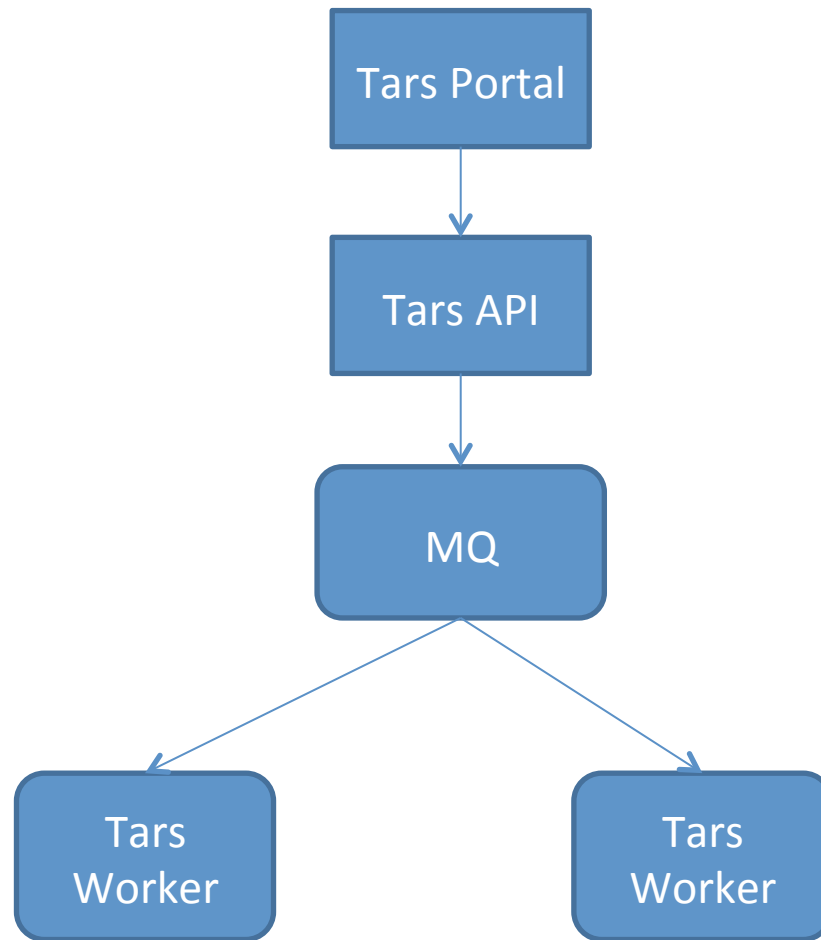 Tars Portal
Tars API
MQ
Tars
Worker
Tars
Worker